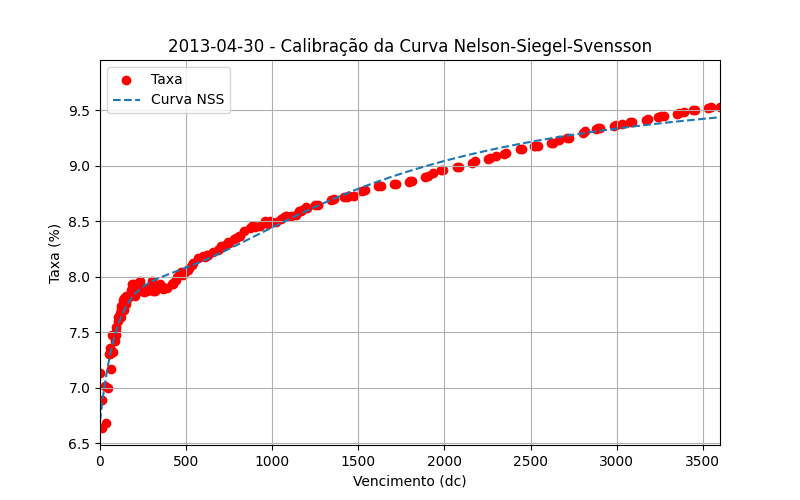 2013-04-30 - Calibração da Curva Nelson-Siegel-Svensson
Taxa
Curva NSS
Taxa (%)
9.5
9.0
8.5
8.0
7.5
7.0
6.5
0 500 1000 1500 2000 2500 3000 3500
Vencimento (dc)